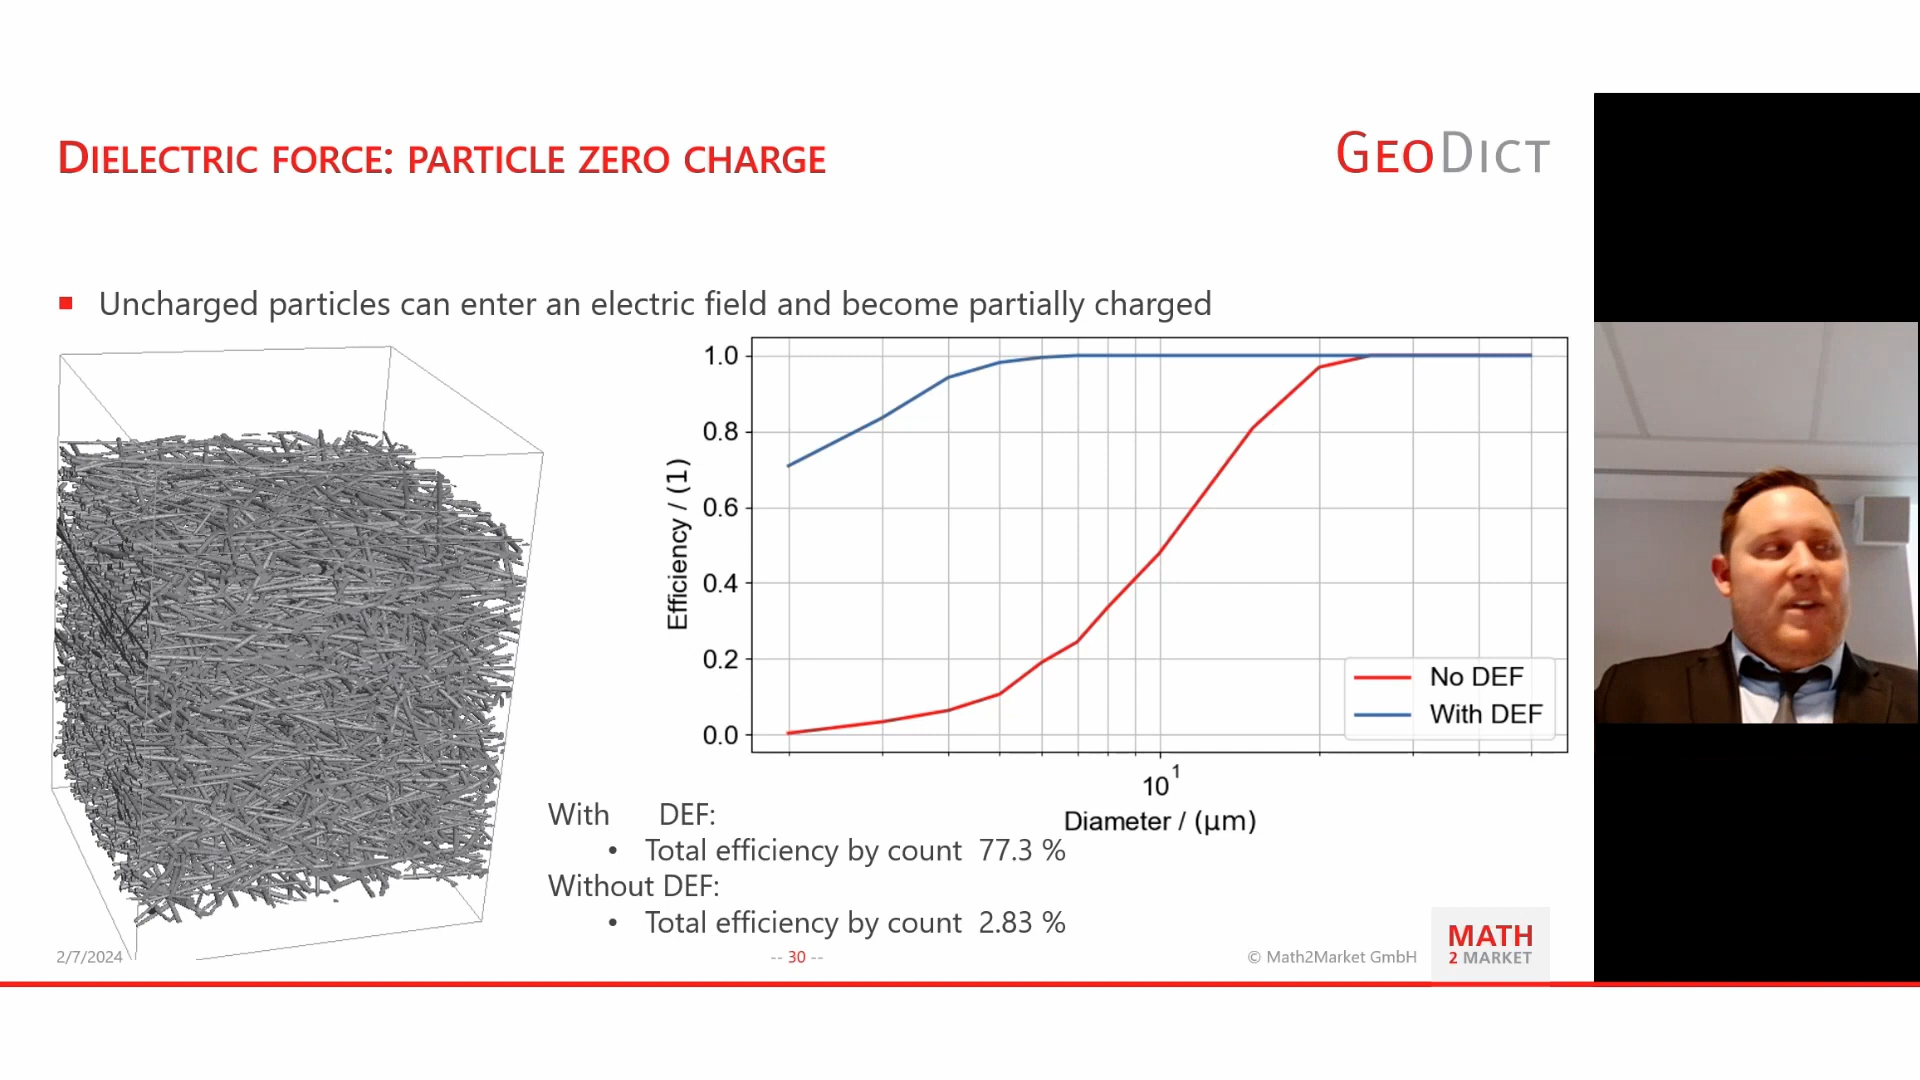 DIELECTRIC FORCE: PARTICLE ZERO CHARGE
GEODICT
Uncharged particles can enter an electric field and become partially charged
1.0
0.8
0.6
0.4
0.2
0.0
Efficiency / (1)
No DEF
With DEF
10¹
Diameter / (μm)
With DEF:
• Total efficiency by count 77.3 %
Without DEF:
• Total efficiency by count 2.83 %
2/7/2024
-- 30 --
© Math2Market GmbH
MATH
2 MARKET